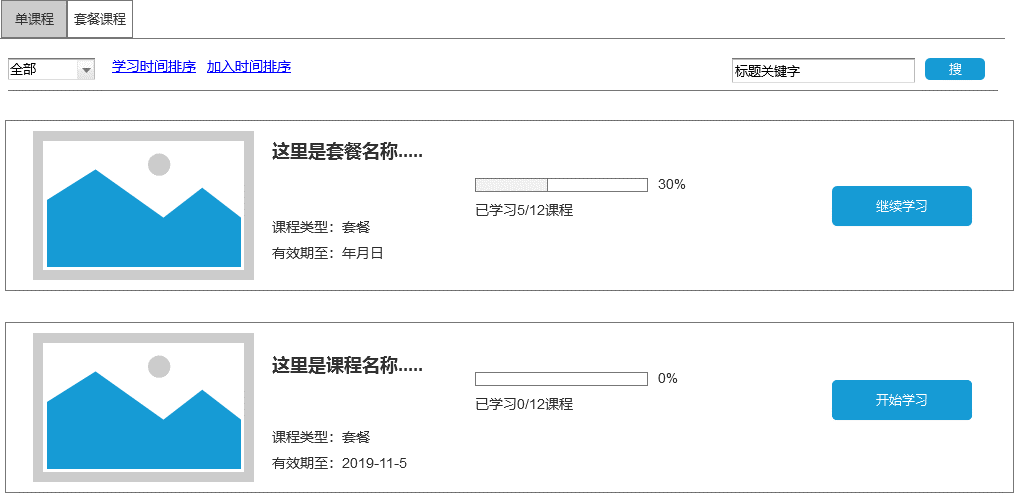 单课程 套餐课程
全部 学习时间排序 加入时间排序 标题关键字 搜
这里是套餐名称.....
30%
已学习5/12课程
继续学习
课程类型：套餐
有效期至：年月日
这里是课程名称.....
0%
已学习0/12课程
开始学习
课程类型：套餐
有效期至：2019-11-5